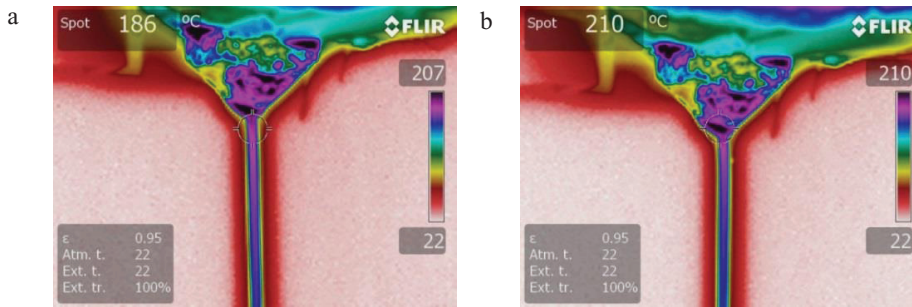 a
Spot 186 °C
FLIR
207
22
ε 0.95
Atm. t. 22
Ext. t. 22
Ext. tr. 100%
b
Spot 210 °C
FLIR
210
22
ε 0.95
Atm. t. 22
Ext. t. 22
Ext. tr. 100%